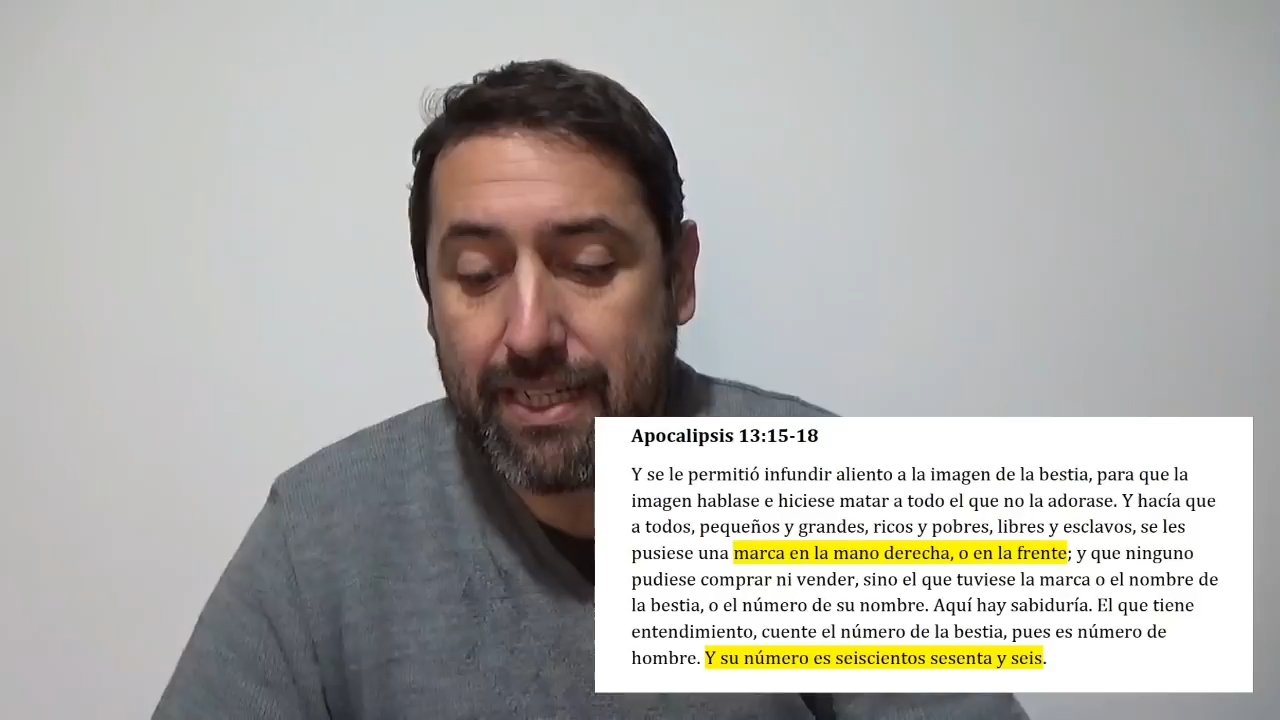 Apocalipsis 13:15-18
Y se le permitió infundir aliento a la imagen de la bestia, para que la
imagen hablase e hiciese matar a todo el que no la adorase. Y hacía que
a todos, pequeños y grandes, ricos y pobres, libres y esclavos, se les
pusiese una marca en la mano derecha, o en la frente; y que ninguno
pudiese comprar ni vender, sino el que tuviese la marca o el nombre de
la bestia, o el número de su nombre. Aquí hay sabiduría. El que tiene
entendimiento, cuente el número de la bestia, pues es número de
hombre. Y su número es seiscientos sesenta y seis.